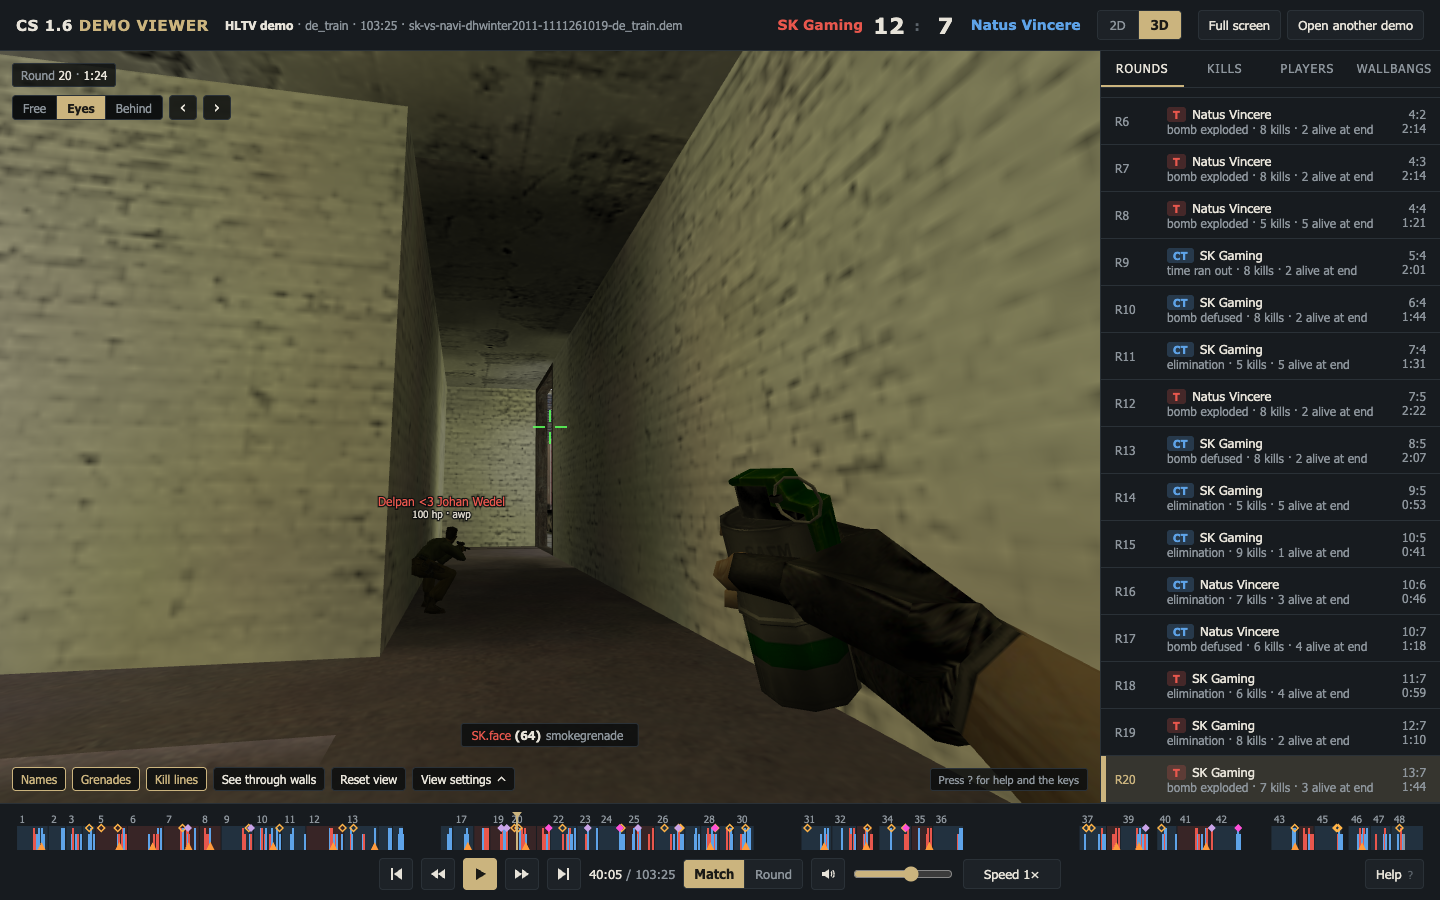 CS 1.6 DEMO VIEWER HLTV demo · de_train · 103:25 · sk-vs-navi-dhwinter2011-1111261019-de_train.dem SK Gaming 12 : 7 Natus Vincere 2D 3D Full screen Open another demo
Round 20 · 1:24
Free Eyes Behind < >
Delpan <3 Johan Wedel
100 hp · awp
SK.face (64) smokegrenade
Names Grenades Kill lines See through walls Reset view View settings
Press ? for help and the keys
ROUNDS KILLS PLAYERS WALLBANGS
R6 T Natus Vincere 4:2
bomb exploded · 8 kills · 2 alive at end 2:14
R7 T Natus Vincere 4:3
bomb exploded · 8 kills · 2 alive at end 2:14
R8 T Natus Vincere 4:4
bomb exploded · 5 kills · 5 alive at end 1:21
R9 CT SK Gaming 5:4
time ran out · 8 kills · 2 alive at end 2:01
R10 CT SK Gaming 6:4
bomb defused · 8 kills · 2 alive at end 1:44
R11 CT SK Gaming 7:4
elimination · 5 kills · 5 alive at end 1:31
R12 T Natus Vincere 7:5
bomb exploded · 8 kills · 2 alive at end 2:22
R13 CT SK Gaming 8:5
bomb defused · 8 kills · 2 alive at end 2:07
R14 CT SK Gaming 9:5
elimination · 5 kills · 5 alive at end 0:53
R15 CT SK Gaming 10:5
elimination · 9 kills · 1 alive at end 0:41
R16 CT Natus Vincere 10:6
elimination · 7 kills · 3 alive at end 0:46
R17 CT Natus Vincere 10:7
bomb defused · 6 kills · 4 alive at end 1:18
R18 T SK Gaming 11:7
elimination · 6 kills · 4 alive at end 0:59
R19 T SK Gaming 12:7
elimination · 8 kills · 2 alive at end 1:10
R20 T SK Gaming 13:7
bomb exploded · 7 kills · 3 alive at end 1:44
1 2 3 4 5 6 7 8 9 10 11 12 13 17 19 22 23 24 25 26 28 29 30 31 32 34 35 36 37 39 40 41 42 43 45 46 47 48
40:05 / 103:25 Match Round Speed 1× Help ?